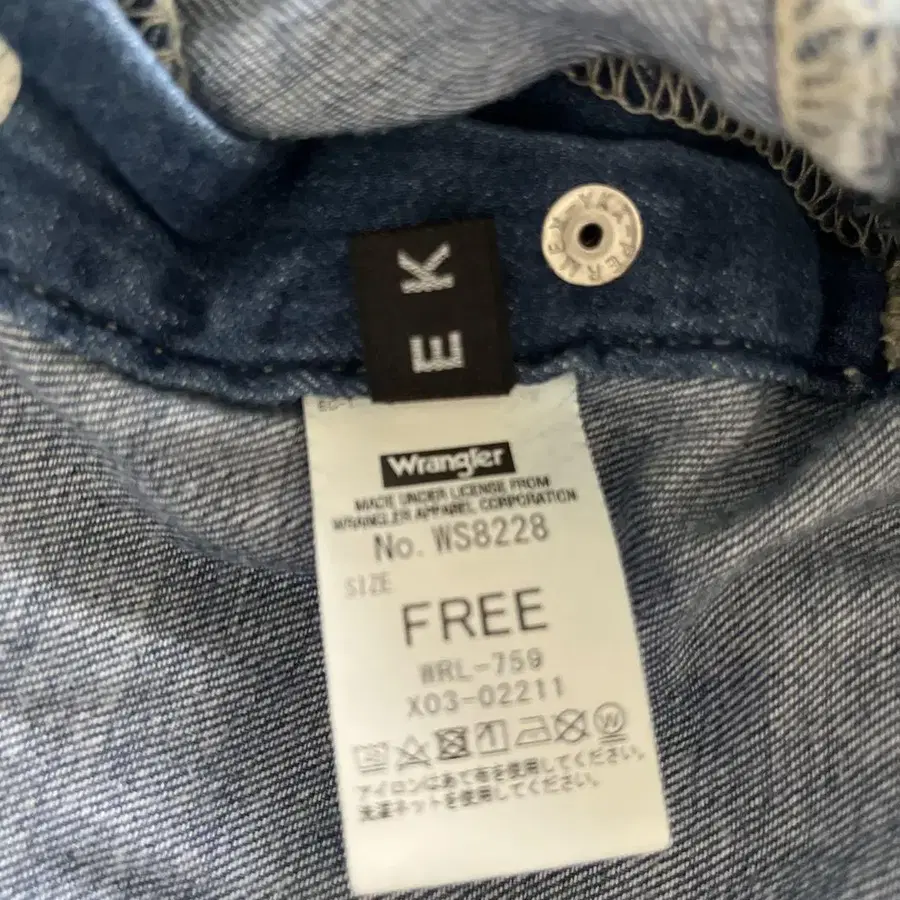 YKK-PERMEX
E K
Wrangler
MADE UNDER LICENSE FROM
WRANGLER APPAREL CORPORATION
No. WS8228
SIZE
FREE
WRL-759
X03-02211
W
アイロンはあて布を使用してください。
洗濯ネットを使用してください。